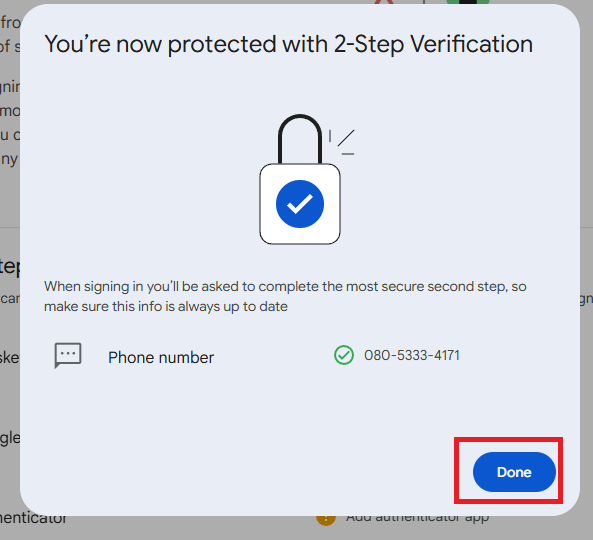 from
of s
You're now protected with 2-Step Verification
When signing in you'll be asked to complete the most secure second step, so
make sure this info is always up to date
Phone number
080-5333-4171
Done
Add authenticator app